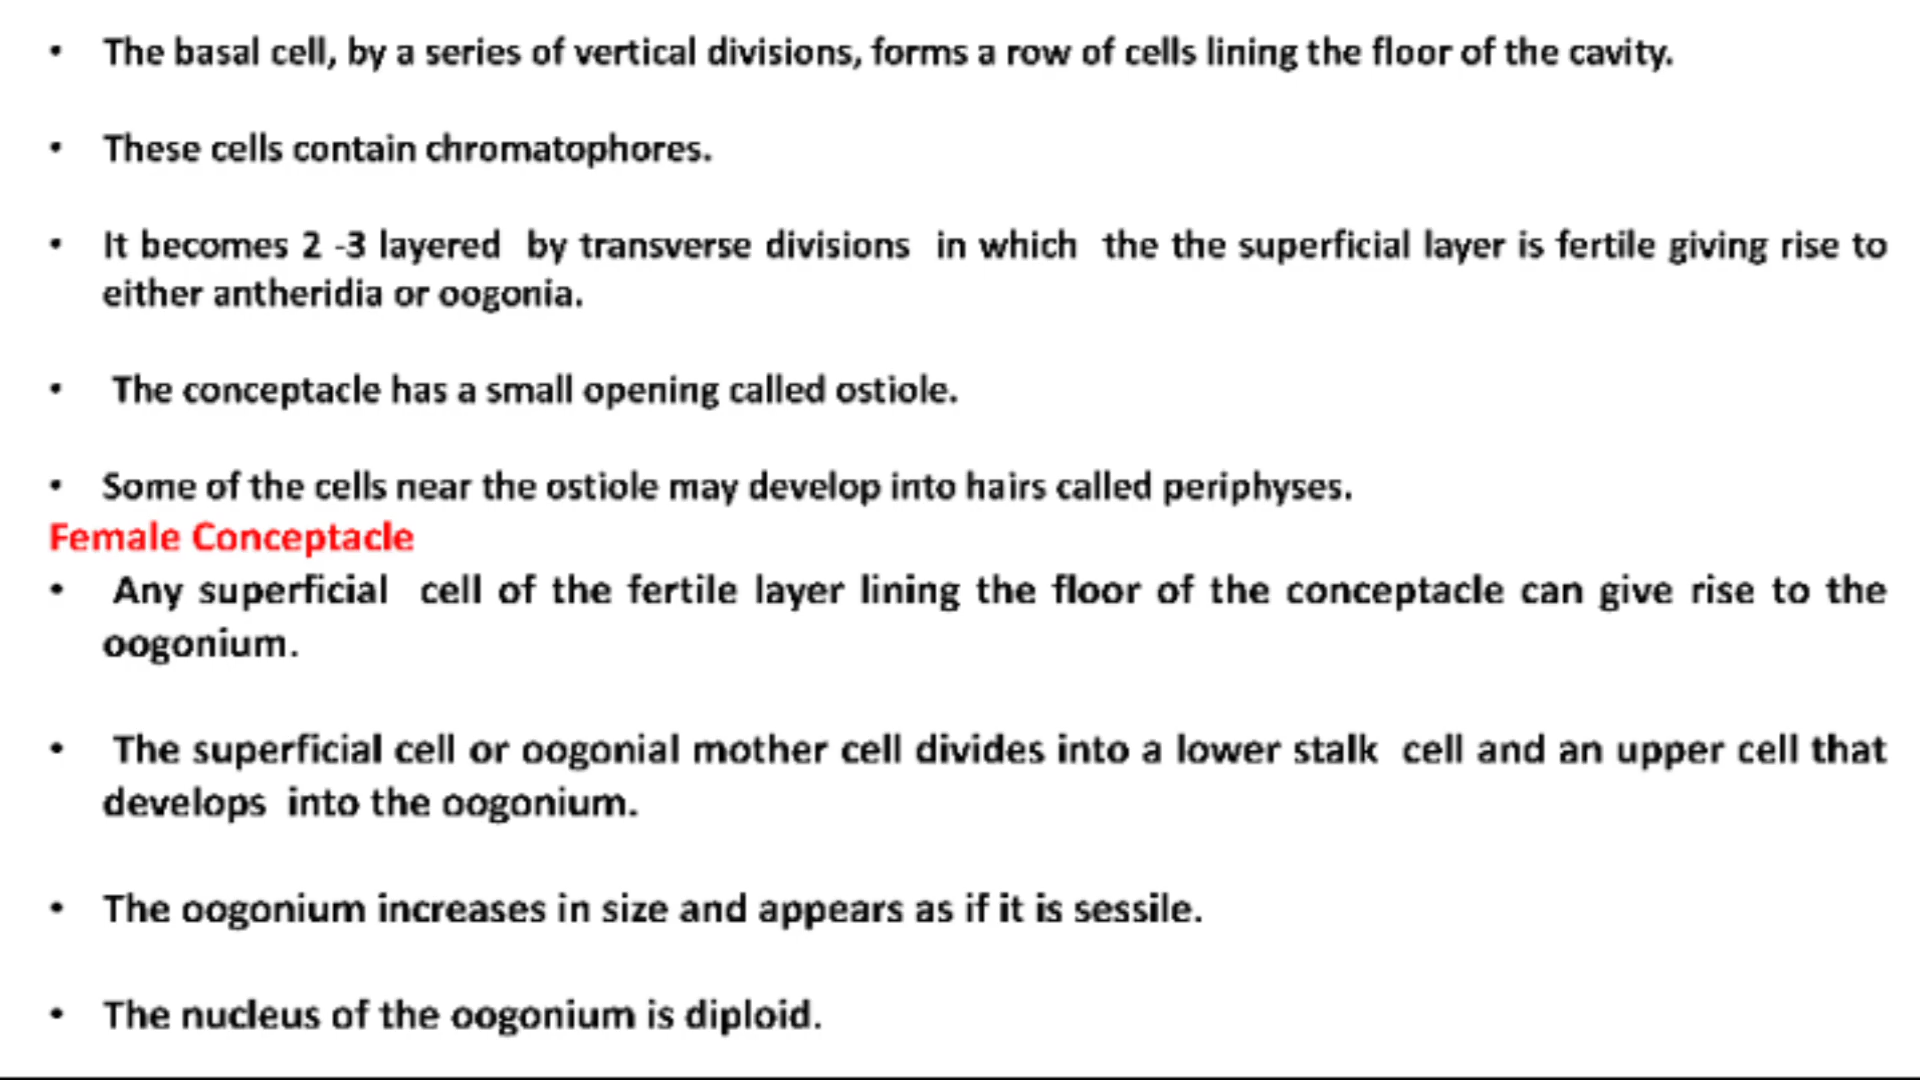 • The basal cell, by a series of vertical divisions, forms a row of cells lining the floor of the cavity.
• These cells contain chromatophores.
• It becomes 2 -3 layered by transverse divisions in which the the superficial layer is fertile giving rise to
either antheridia or oogonia.
• The conceptacle has a small opening called ostiole.
• Some of the cells near the ostiole may develop into hairs called periphyses.
Female Conceptacle
• Any superficial cell of the fertile layer lining the floor of the conceptacle can give rise to the
oogonium.
• The superficial cell or oogonial mother cell divides into a lower stalk cell and an upper cell that
develops into the oogonium.
• The oogonium increases in size and appears as if it is sessile.
• The nucleus of the oogonium is diploid.